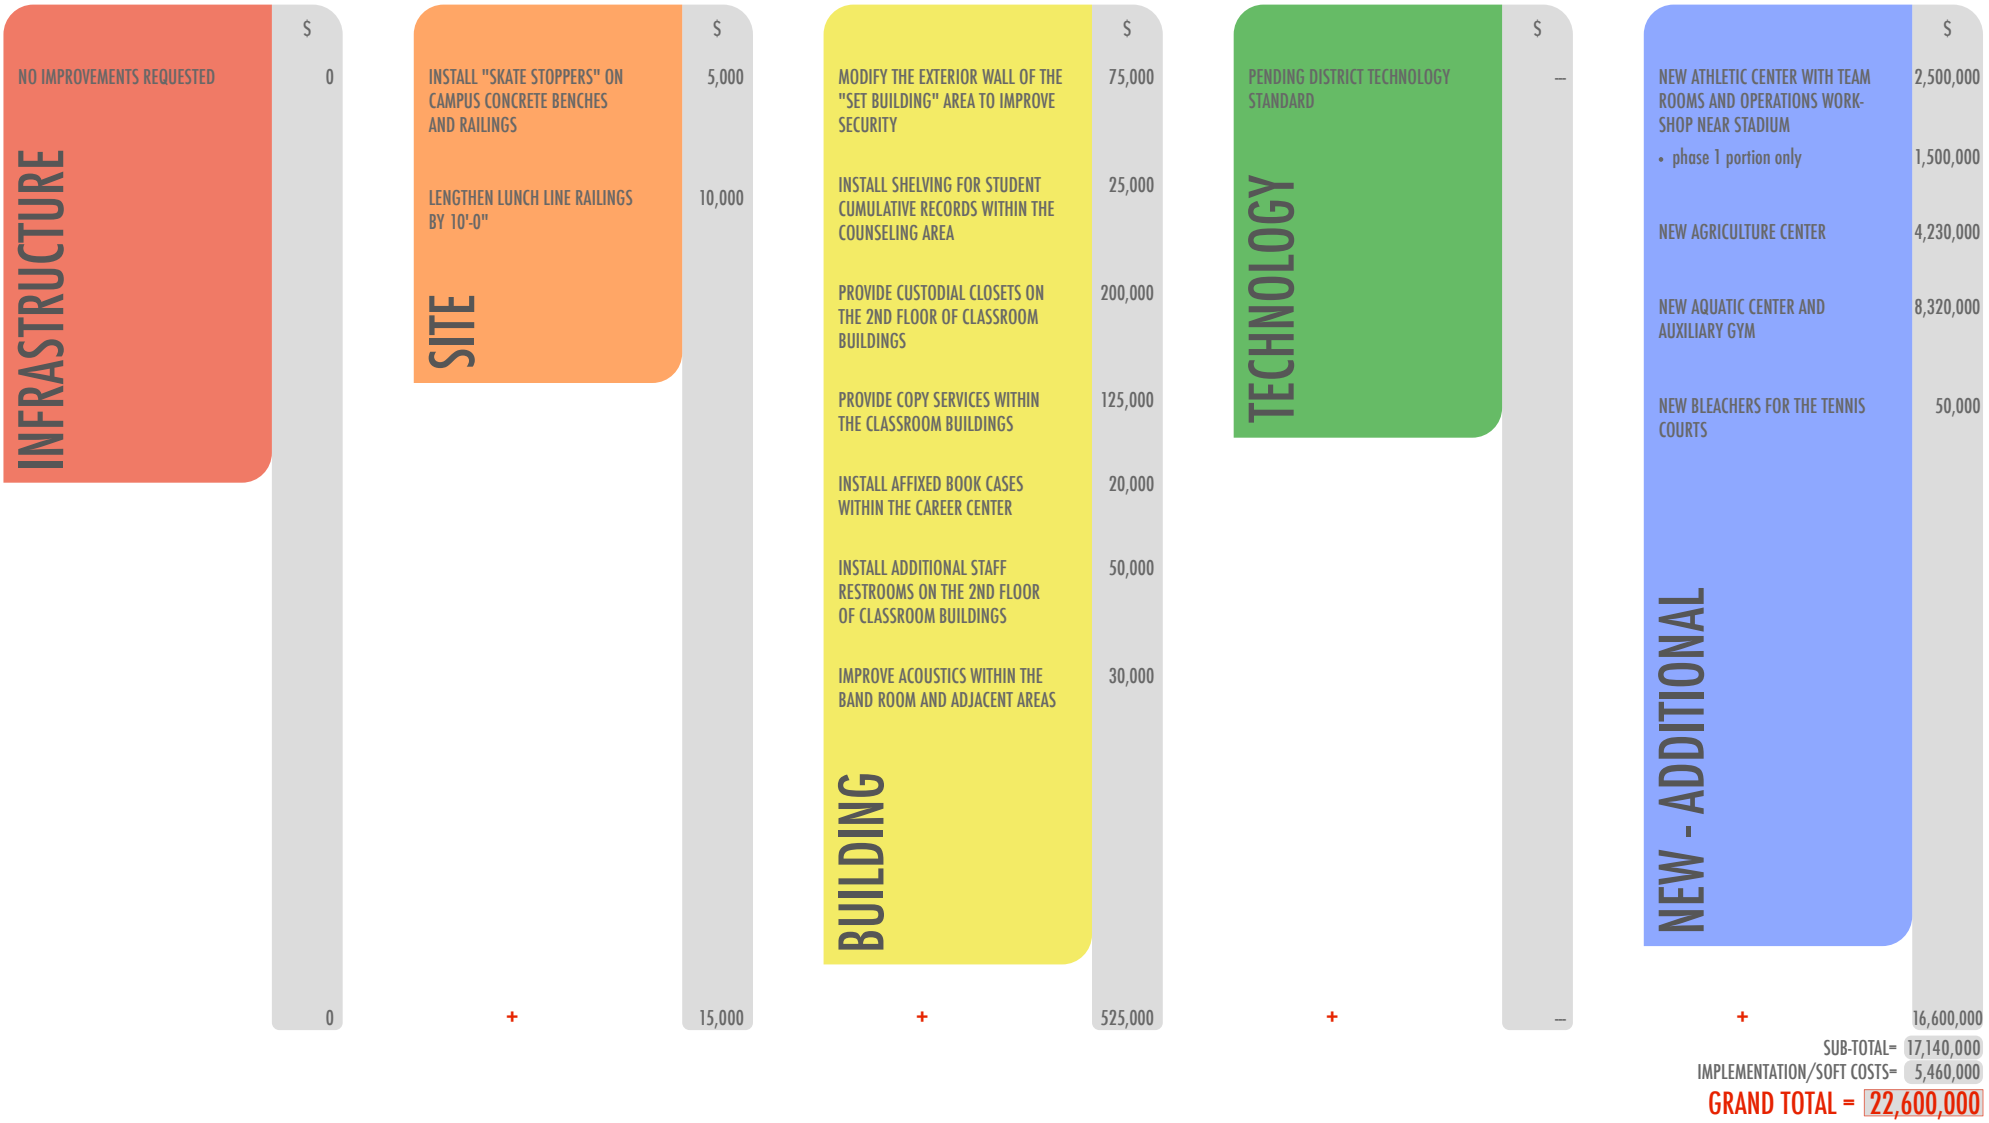 $
NO IMPROVEMENTS REQUESTED 0
INFRASTRUCTURE
0
+
$
INSTALL "SKATE STOPPERS" ON 5,000
CAMPUS CONCRETE BENCHES
AND RAILINGS
LENGTHEN LUNCH LINE RAILINGS 10,000
BY 10'-0"
SITE
15,000
+
$
MODIFY THE EXTERIOR WALL OF THE 75,000
"SET BUILDING" AREA TO IMPROVE
SECURITY
INSTALL SHELVING FOR STUDENT 25,000
CUMULATIVE RECORDS WITHIN THE
COUNSELING AREA
PROVIDE CUSTODIAL CLOSETS ON 200,000
THE 2ND FLOOR OF CLASSROOM
BUILDINGS
PROVIDE COPY SERVICES WITHIN 125,000
THE CLASSROOM BUILDINGS
INSTALL AFFIXED BOOK CASES 20,000
WITHIN THE CAREER CENTER
INSTALL ADDITIONAL STAFF 50,000
RESTROOMS ON THE 2ND FLOOR
OF CLASSROOM BUILDINGS
IMPROVE ACOUSTICS WITHIN THE 30,000
BAND ROOM AND ADJACENT AREAS
BUILDING
525,000
+
$
PENDING DISTRICT TECHNOLOGY —
STANDARD
TECHNOLOGY
—
+
$
NEW ATHLETIC CENTER WITH TEAM 2,500,000
ROOMS AND OPERATIONS WORK-
SHOP NEAR STADIUM
• phase 1 portion only 1,500,000
NEW AGRICULTURE CENTER 4,230,000
NEW AQUATIC CENTER AND 8,320,000
AUXILIARY GYM
NEW BLEACHERS FOR THE TENNIS 50,000
COURTS
NEW - ADDITIONAL
16,600,000
SUB-TOTAL= 17,140,000
IMPLEMENTATION/SOFT COSTS= 5,460,000
GRAND TOTAL = 22,600,000